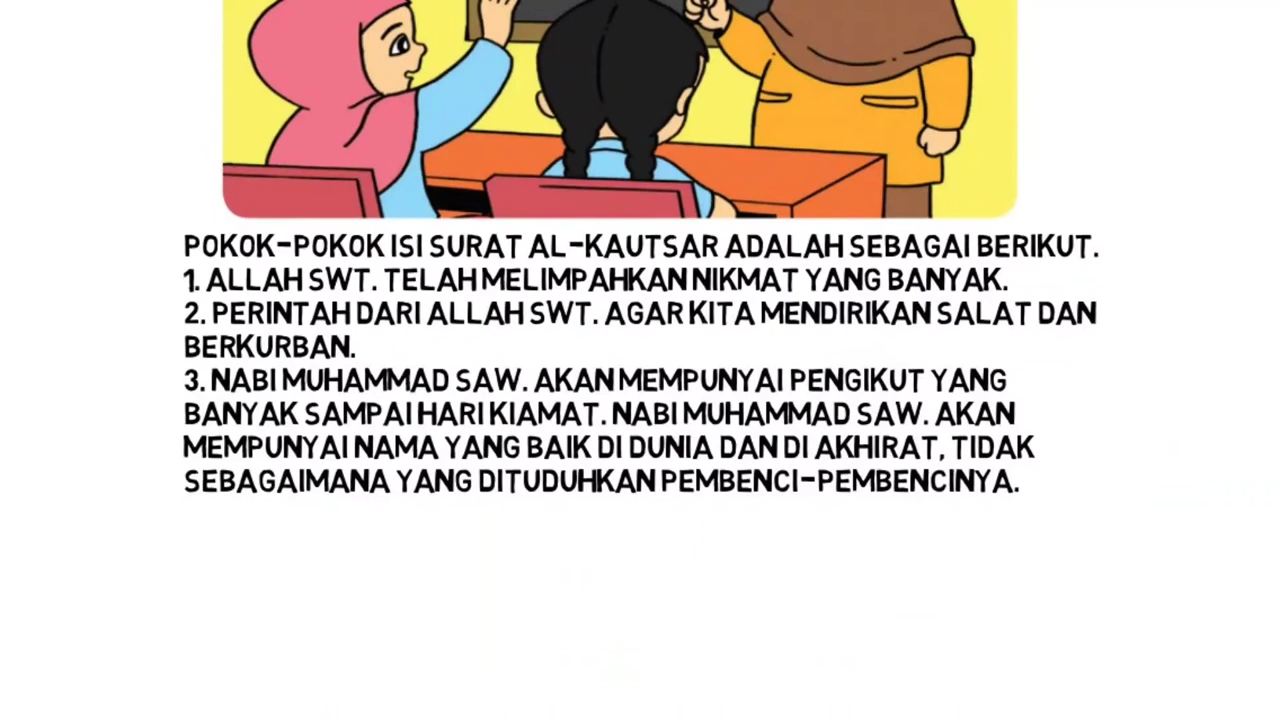 POKOK-POKOK ISI SURAT AL-KAUTSAR ADALAH SEBAGAI BERIKUT.
1. ALLAH SWT. TELAH MELIMPAHKAN NIKMAT YANG BANYAK.
2. PERINTAH DARI ALLAH SWT. AGAR KITA MENDIRIKAN SALAT DAN
BERKURBAN.
3. NABI MUHAMMAD SAW. AKAN MEMPUNYAI PENGIKUT YANG
BANYAK SAMPAI HARI KIAMAT. NABI MUHAMMAD SAW. AKAN
MEMPUNYAI NAMA YANG BAIK DI DUNIA DAN DI AKHIRAT, TIDAK
SEBAGAIMANA YANG DITUDUHKAN PEMBENCI-PEMBENCINYA.